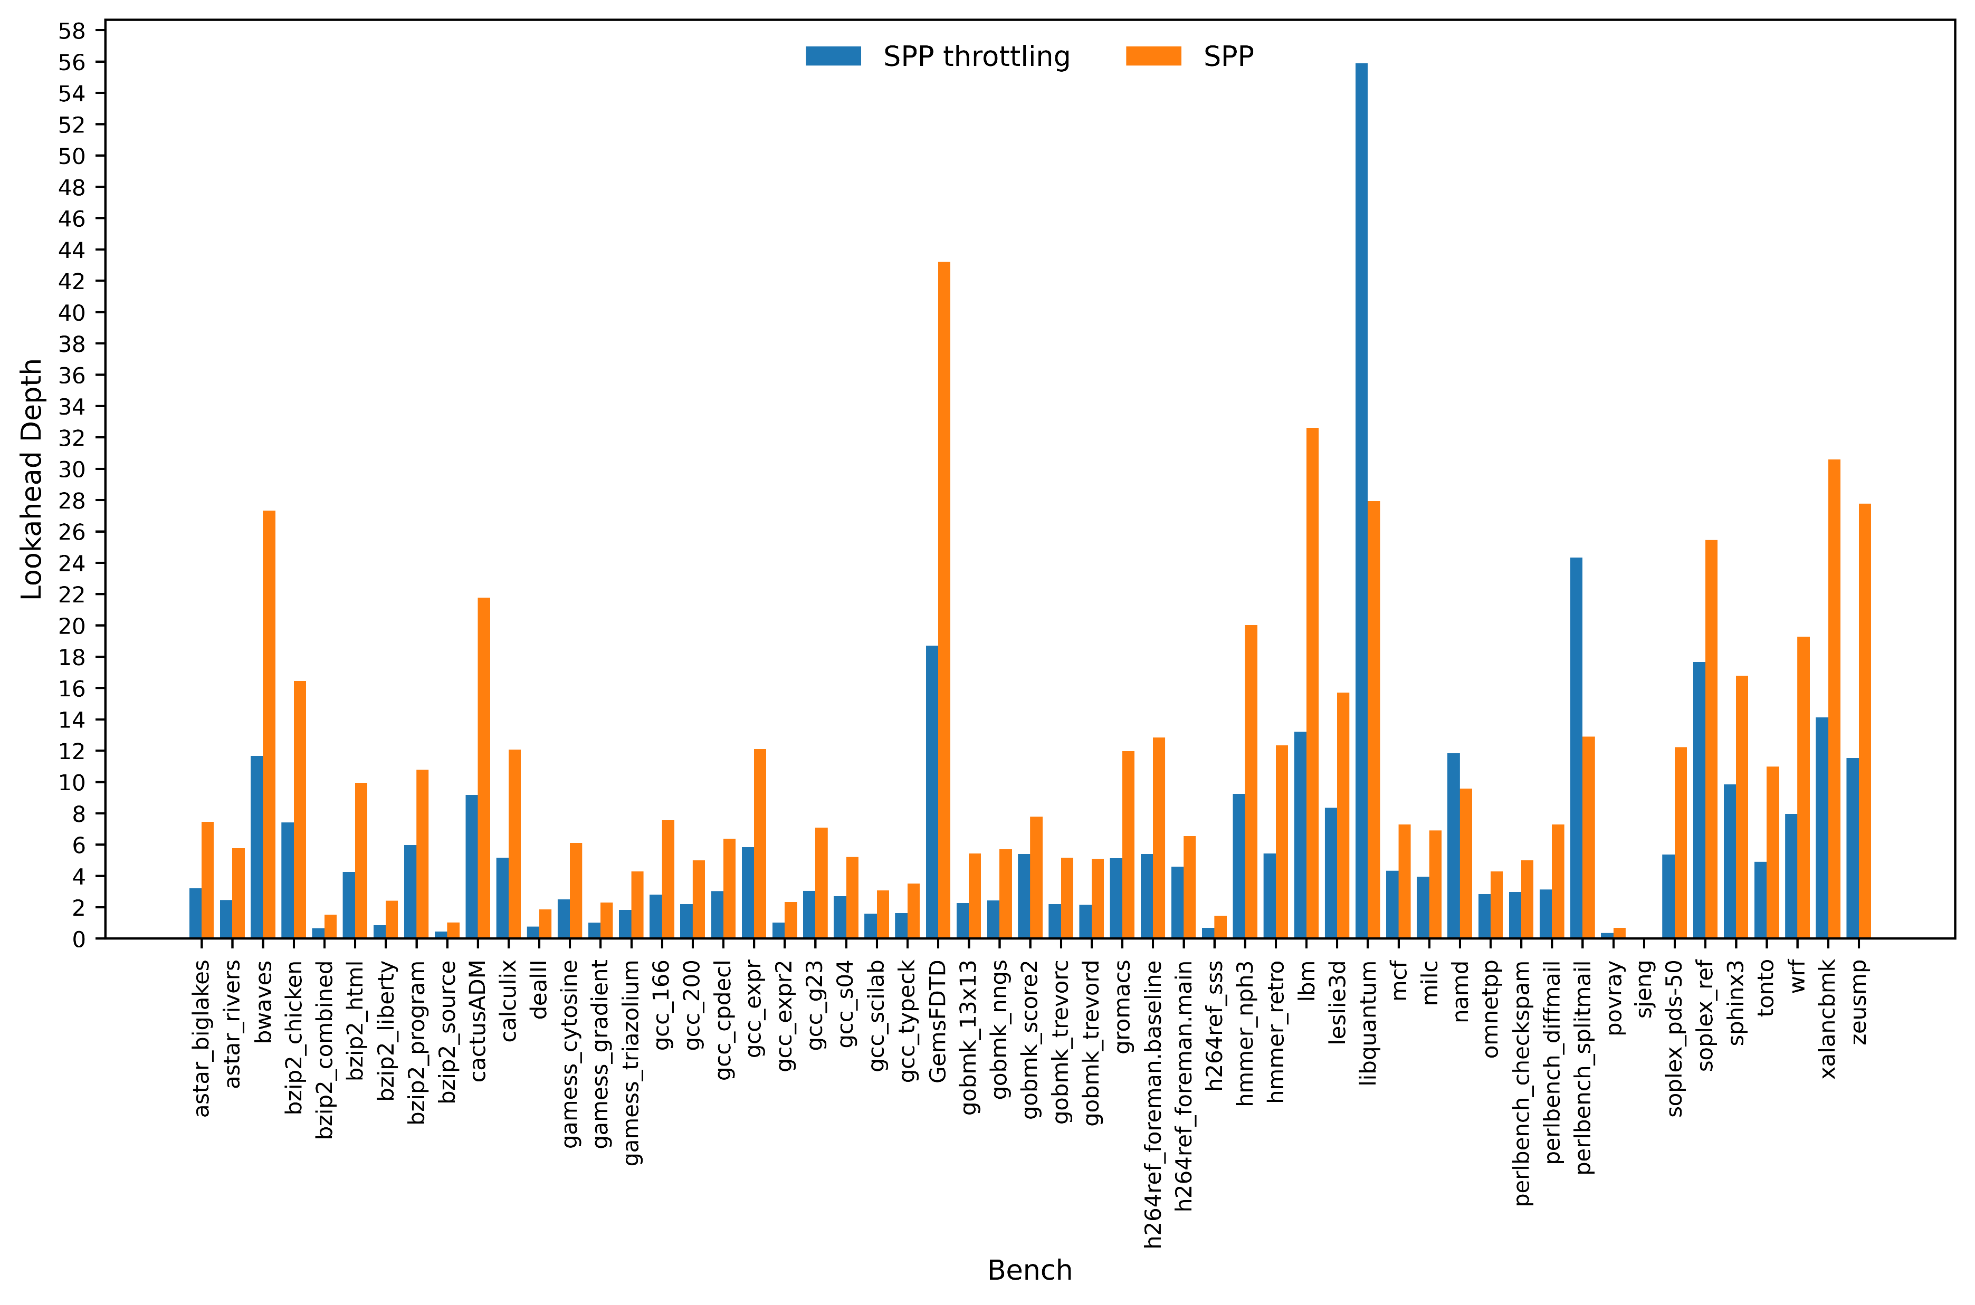 SPP throttling SPP
58
56
54
52
50
48
46
44
42
40
38
36
34
32
30
28
26
24
22
20
18
16
14
12
10
8
6
4
2
0
Lookahead Depth
astar_biglakes
astar_rivers
bwaves
bzip2_chicken
bzip2_combined
bzip2_html
bzip2_liberty
bzip2_program
bzip2_source
cactusADM
calculix
dealII
gamess_cytosine
gamess_gradient
gamess_triazolium
gcc_166
gcc_200
gcc_cpdecl
gcc_expr
gcc_expr2
gcc_g23
gcc_s04
gcc_scilab
gcc_typeck
GemsFDTD
gobmk_13x13
gobmk_nngs
gobmk_score2
gobmk_trevorc
gobmk_trevord
gromacs
h264ref_foreman.baseline
h264ref_foreman.main
h264ref_sss
hmmer_nph3
hmmer_retro
lbm
leslie3d
libquantum
mcf
milc
namd
omnetpp
perlbench_checkspam
perlbench_diffmail
perlbench_splitmail
povray
sjeng
soplex_pds-50
soplex_ref
sphinx3
tonto
wrf
xalancbmk
zeusmp
Bench